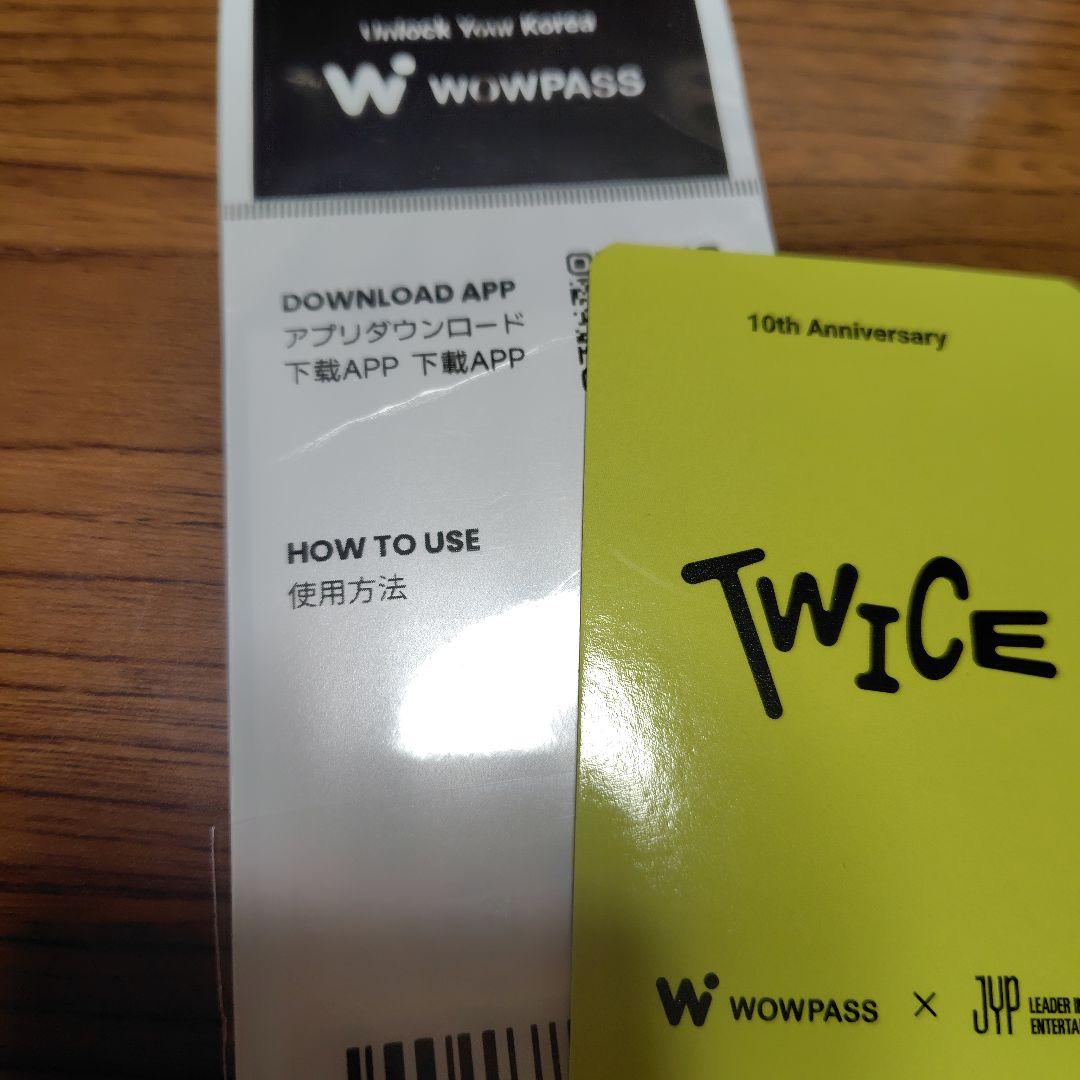 Unlock Your Korea
WOWPASS
DOWNLOAD APP
アプリダウンロード
下载APP 下載APP
HOW TO USE
使用方法
10th Anniversary
TWICE
WOWPASS × JYP
LEADER